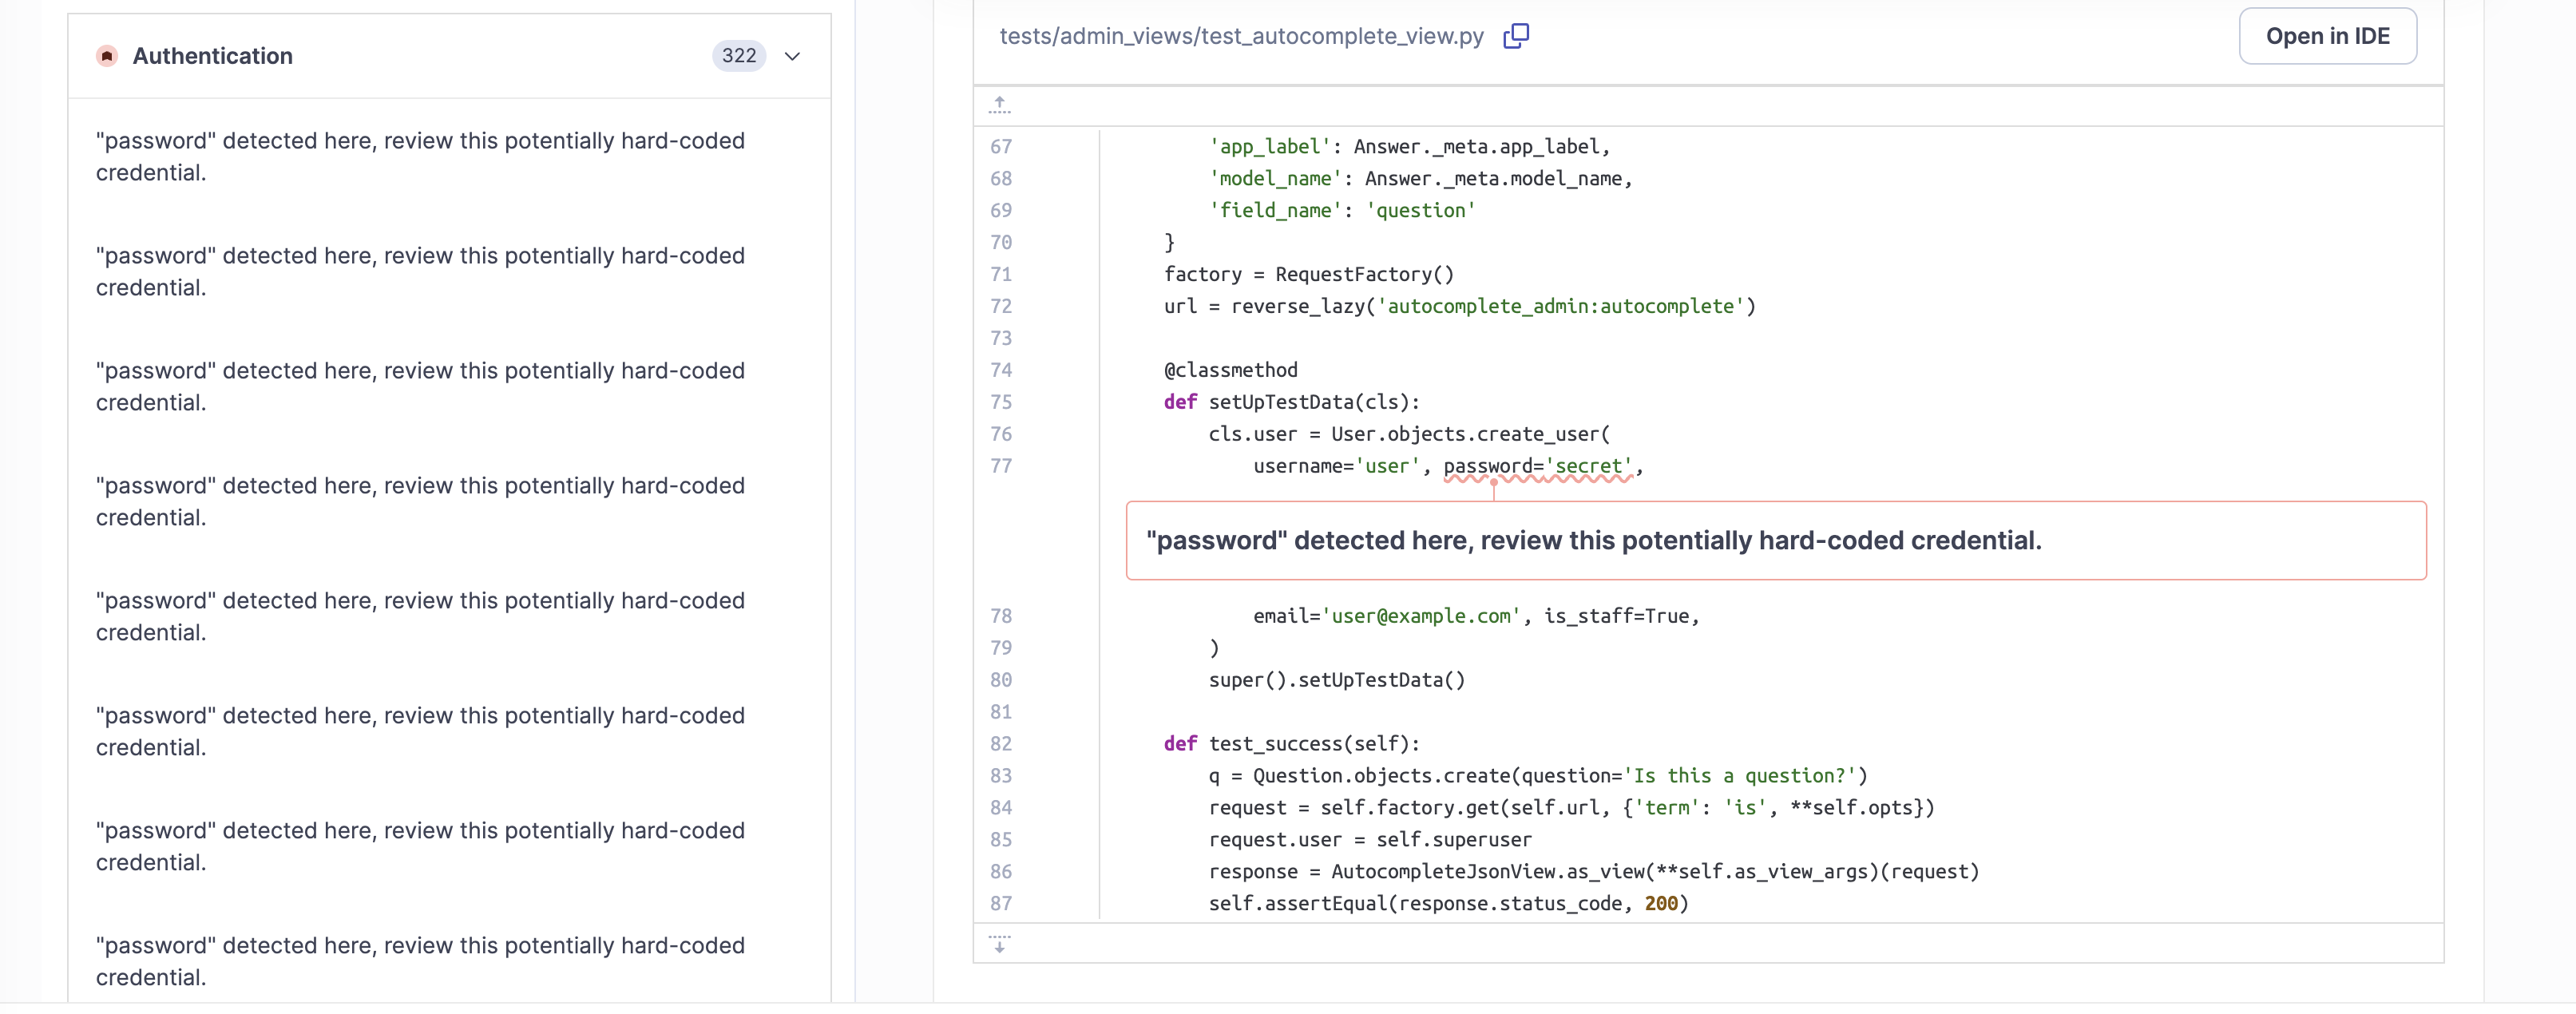 Authentication
322
"password" detected here, review this potentially hard-coded
credential.
"password" detected here, review this potentially hard-coded
credential.
"password" detected here, review this potentially hard-coded
credential.
"password" detected here, review this potentially hard-coded
credential.
"password" detected here, review this potentially hard-coded
credential.
"password" detected here, review this potentially hard-coded
credential.
"password" detected here, review this potentially hard-coded
credential.
"password" detected here, review this potentially hard-coded
credential.
tests/admin_views/test_autocomplete_view.py
Open in IDE
67 'app_label': Answer._meta.app_label,
68 'model_name': Answer._meta.model_name,
69 'field_name': 'question'
70 }
71 factory = RequestFactory()
72 url = reverse_lazy('autocomplete_admin:autocomplete')
73
74 @classmethod
75 def setUpTestData(cls):
76 cls.user = User.objects.create_user(
77 username='user', password='secret',
"password" detected here, review this potentially hard-coded credential.
78 email='user@example.com', is_staff=True,
79 )
80 super().setUpTestData()
81
82 def test_success(self):
83 q = Question.objects.create(question='Is this a question?')
84 request = self.factory.get(self.url, {'term': 'is', **self.opts})
85 request.user = self.superuser
86 response = AutocompleteJsonView.as_view(**self.as_view_args)(request)
87 self.assertEqual(response.status_code, 200)